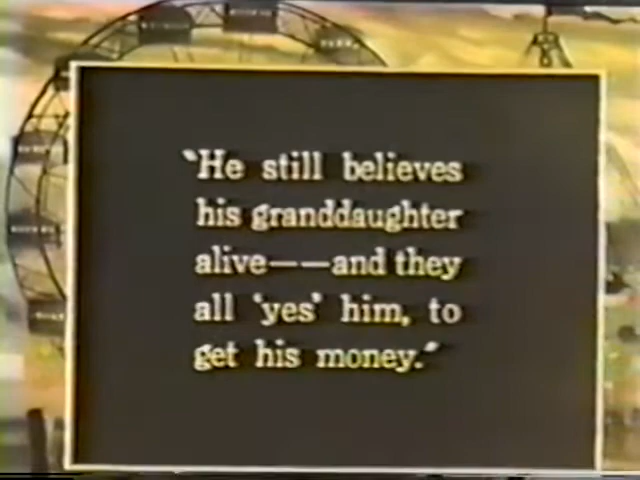 "He still believes
his granddaughter
alive——and they
all 'yes' him, to
get his money."